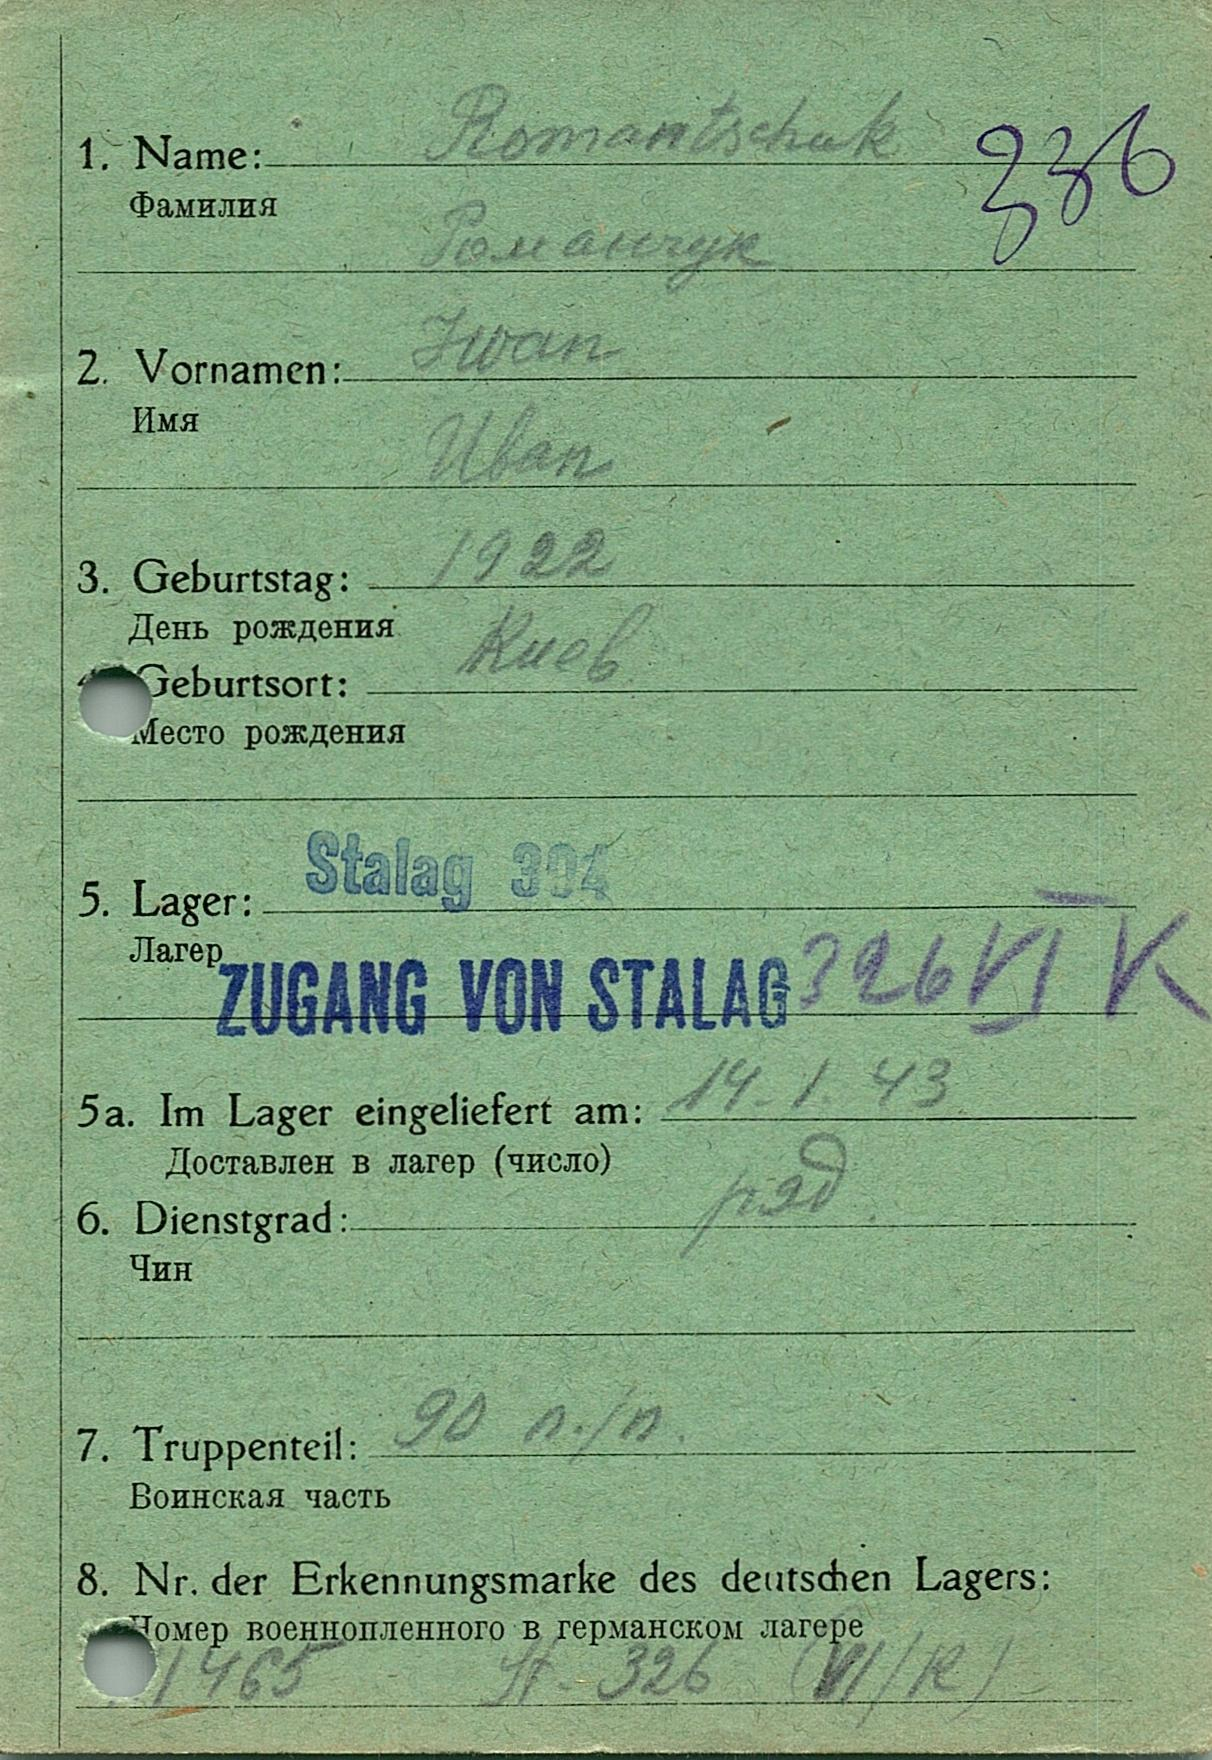 1. Name: Romantschuk 336
Фамилия
Романчук
2. Vornamen: Iwan
Имя
Иван
3. Geburtstag: 1922
День рождения
Geburtsort: Киев
Место рождения
Stalag 304
5. Lager:
Лагер
ZUGANG VON STALAG 326 VI K
5a. Im Lager eingeliefert am: 14.1.43
Доставлен в лагер (число)
6. Dienstgrad: ряд.
Чин
7. Truppenteil: 90 п./п.
Воинская часть
8. Nr. der Erkennungsmarke des deutschen Lagers:
Номер военнопленного в германском лагере
1465 St. 326 (VI/K)